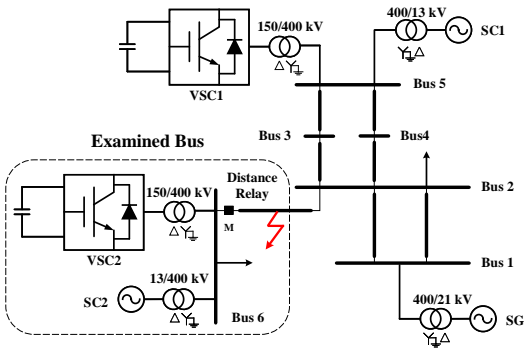 150/400 kV
VSC1
400/13 kV
SC1
Bus 5
Bus 3
Bus4
Examined Bus
Distance
Relay
150/400 kV
M
VSC2
Bus 2
Bus 1
13/400 kV
SC2
Bus 6
400/21 kV
SG